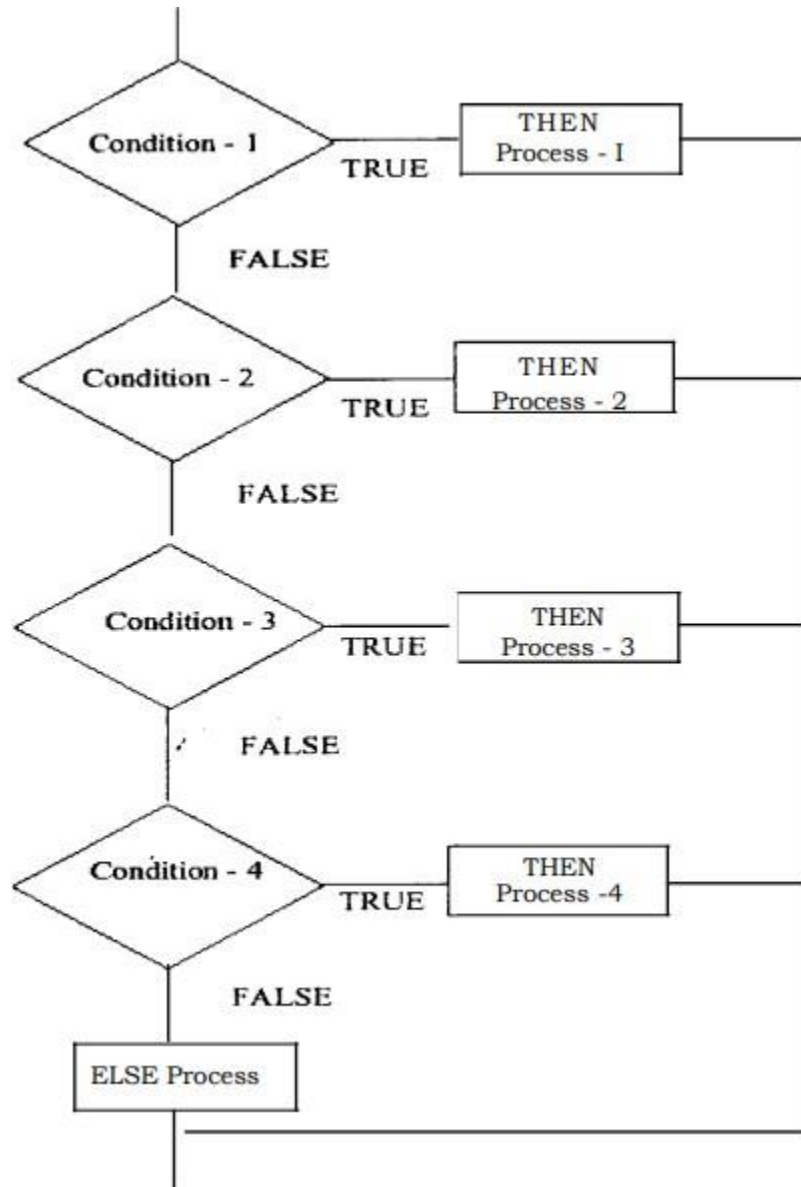 Condition - 1
THEN
Process - I
TRUE
FALSE
Condition - 2
THEN
Process - 2
TRUE
FALSE
Condition - 3
THEN
Process - 3
TRUE
FALSE
Condition - 4
THEN
Process -4
TRUE
FALSE
ELSE Process